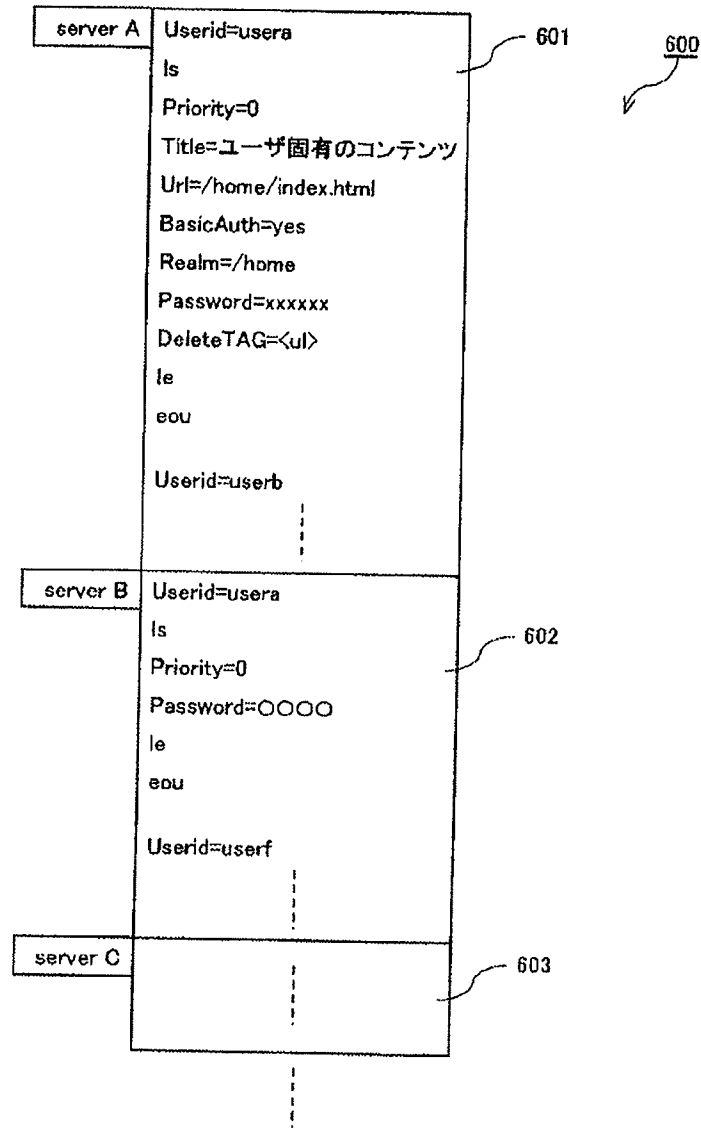 server A
Userid=usera
ls
Priority=0
Title=ユーザ固有のコンテンツ
Url=/home/index.html
BasicAuth=yes
Realm=/home
Password=xxxxxx
DeleteTAG=<ul>
le
eou
Userid=userb
601
600
server B
Userid=usera
ls
Priority=0
Password=○○○○
le
eou
Userid=userf
602
server C
603